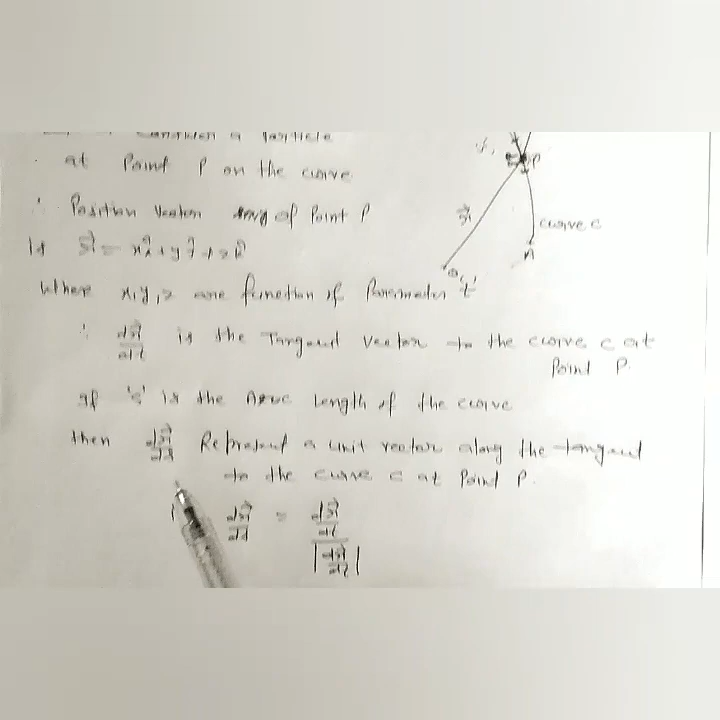 Consider a particle
at Point P on the curve
∴ Position vector of Point P
is r⃗ = xî + yĵ + zk̂
P
r⃗
curve C
A
O
Where x, y, z are function of Parameter 't'
∴ dr⃗/dt is the Tangent vector to the curve C at
Point P.
If 's' is the Arc Length of the curve
then dr⃗/ds Represent a unit vector along the tangent
to the curve C at Point P.
dr⃗/ds = (dr⃗/dt) / |dr⃗/dt|